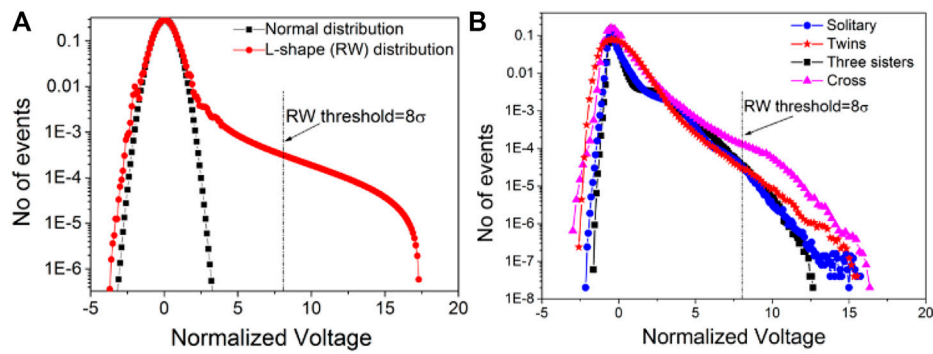 A
Normal distribution
L-shape (RW) distribution
RW threshold=8σ
No of events
0.1
0.01
1E-3
1E-4
1E-5
1E-6
-5 0 5 10 15 20
Normalized Voltage
B
Solitary
Twins
Three sisters
Cross
RW threshold=8σ
No of events
0.1
0.01
1E-3
1E-4
1E-5
1E-6
1E-7
1E-8
-5 0 5 10 15 20
Normalized Voltage